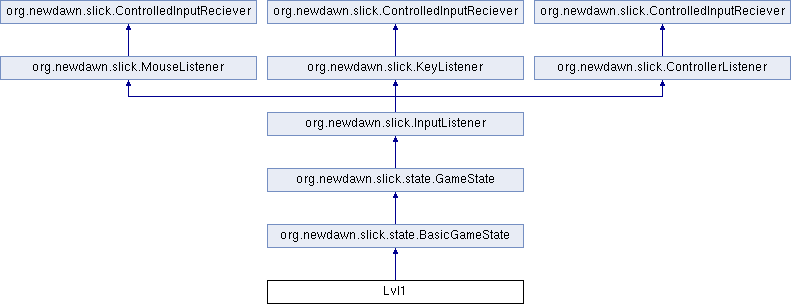 org.newdawn.slick.ControlledInputReciever org.newdawn.slick.ControlledInputReciever org.newdawn.slick.ControlledInputReciever
org.newdawn.slick.MouseListener org.newdawn.slick.KeyListener org.newdawn.slick.ControllerListener
org.newdawn.slick.InputListener
org.newdawn.slick.state.GameState
org.newdawn.slick.state.BasicGameState
Lvl1